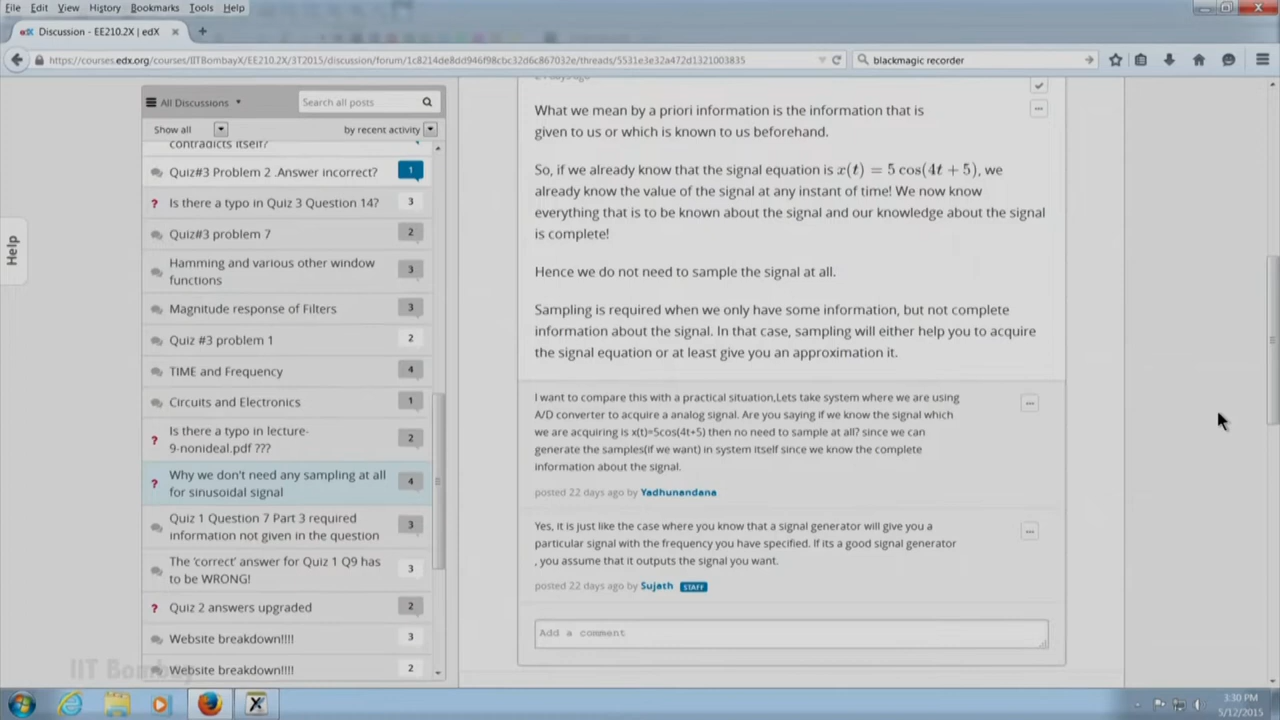 File Edit View History Bookmarks Tools Help
Discussion - EE210.2X | edX
https://courses.edx.org/courses/IITBombayX/EE210.2X/3T2015/discussion/forum/1c8214de8dd946f98cbc32d6c867032e/threads/5531e3e32a472d1321003835
blackmagic recorder
All Discussions
Search all posts
Show all
by recent activity
contradicts itself?
Quiz#3 Problem 2 .Answer incorrect? 1
? Is there a typo in Quiz 3 Question 14? 3
Quiz#3 problem 7 2
Hamming and various other window
functions 3
Magnitude response of Filters 3
Quiz #3 problem 1 2
TIME and Frequency 4
Circuits and Electronics 1
? Is there a typo in lecture-
9-nonideal.pdf ??? 2
? Why we don't need any sampling at all
for sinusoidal signal 4
Quiz 1 Question 7 Part 3 required
information not given in the question 3
The 'correct' answer for Quiz 1 Q9 has
to be WRONG! 3
? Quiz 2 answers upgraded 2
Website breakdown!!!! 3
Website breakdown!!!! 2
Help
What we mean by a priori information is the information that is
given to us or which is known to us beforehand.
So, if we already know that the signal equation is x(t) = 5 cos(4t + 5), we
already know the value of the signal at any instant of time! We now know
everything that is to be known about the signal and our knowledge about the signal
is complete!
Hence we do not need to sample the signal at all.
Sampling is required when we only have some information, but not complete
information about the signal. In that case, sampling will either help you to acquire
the signal equation or at least give you an approximation it.
I want to compare this with a practical situation,Lets take system where we are using
A/D converter to acquire a analog signal. Are you saying if we know the signal which
we are acquiring is x(t)=5cos(4t+5) then no need to sample at all? since we can
generate the samples(if we want) in system itself since we know the complete
information about the signal.
posted 22 days ago by Yadhunandana
Yes, it is just like the case where you know that a signal generator will give you a
particular signal with the frequency you have specified. If its a good signal generator
, you assume that it outputs the signal you want.
posted 22 days ago by Sujath STAFF
Add a comment
IIT Bombay
3:30 PM
5/12/2015